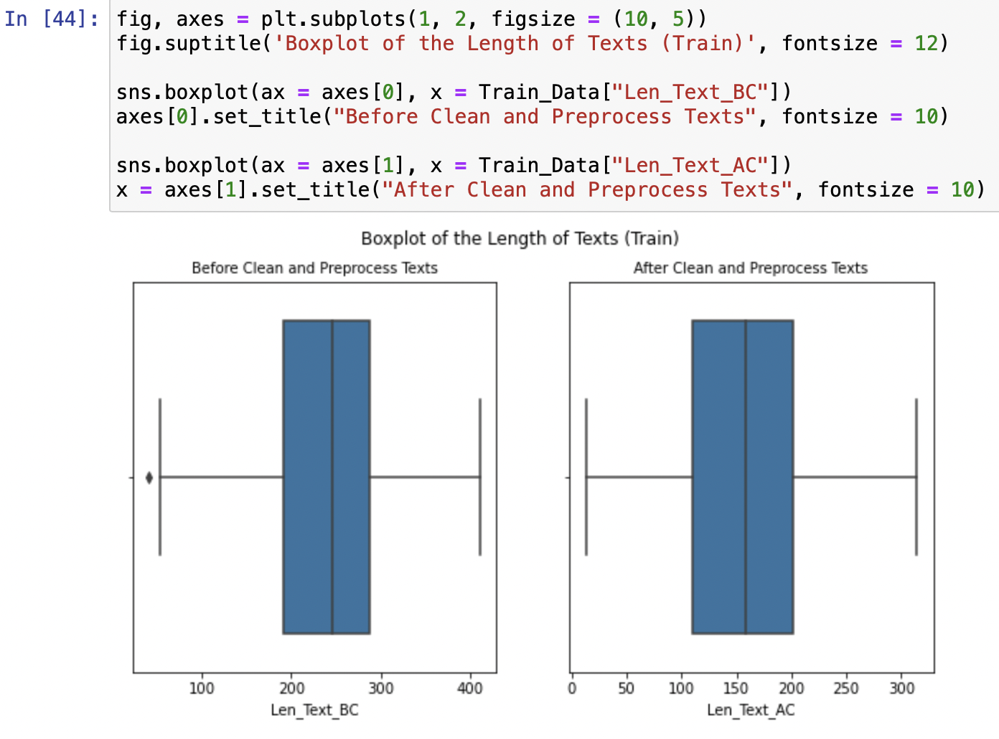 In [44]: fig, axes = plt.subplots(1, 2, figsize = (10, 5))
fig.suptitle('Boxplot of the Length of Texts (Train)', fontsize = 12)
sns.boxplot(ax = axes[0], x = Train_Data["Len_Text_BC"])
axes[0].set_title("Before Clean and Preprocess Texts", fontsize = 10)
sns.boxplot(ax = axes[1], x = Train_Data["Len_Text_AC"])
x = axes[1].set_title("After Clean and Preprocess Texts", fontsize = 10)
Boxplot of the Length of Texts (Train)
Before Clean and Preprocess Texts
After Clean and Preprocess Texts
100 200 300 400
0 50 100 150 200 250 300
Len_Text_BC
Len_Text_AC